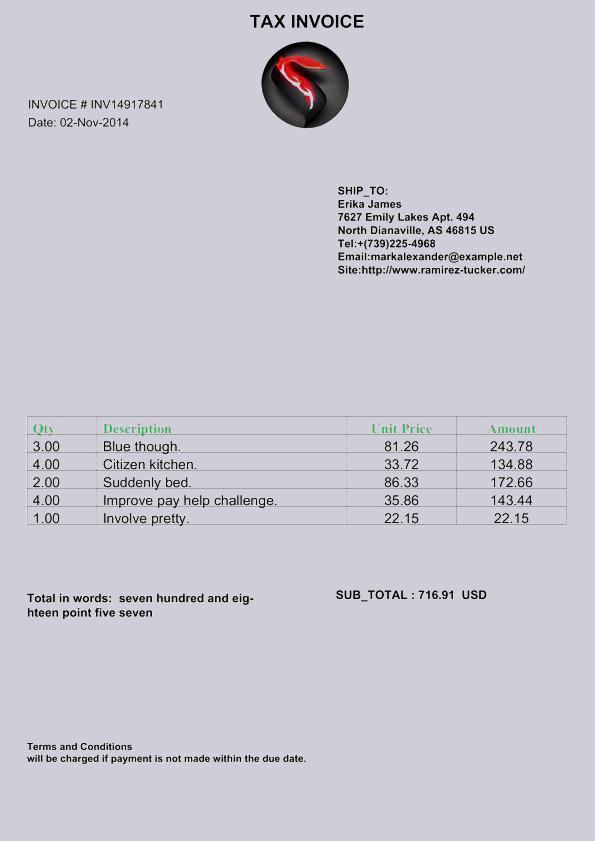 TAX INVOICE
INVOICE # INV14917841
Date: 02-Nov-2014
SHIP_TO:
Erika James
7627 Emily Lakes Apt. 494
North Dianaville, AS 46815 US
Tel:+(739)225-4968
Email:markalexander@example.net
Site:http://www.ramirez-tucker.com/
Qty Description Unit Price Amount
3.00 Blue though. 81.26 243.78
4.00 Citizen kitchen. 33.72 134.88
2.00 Suddenly bed. 86.33 172.66
4.00 Improve pay help challenge. 35.86 143.44
1.00 Involve pretty. 22.15 22.15
SUB_TOTAL : 716.91 USD
Total in words: seven hundred and eig-
hteen point five seven
Terms and Conditions
will be charged if payment is not made within the due date.